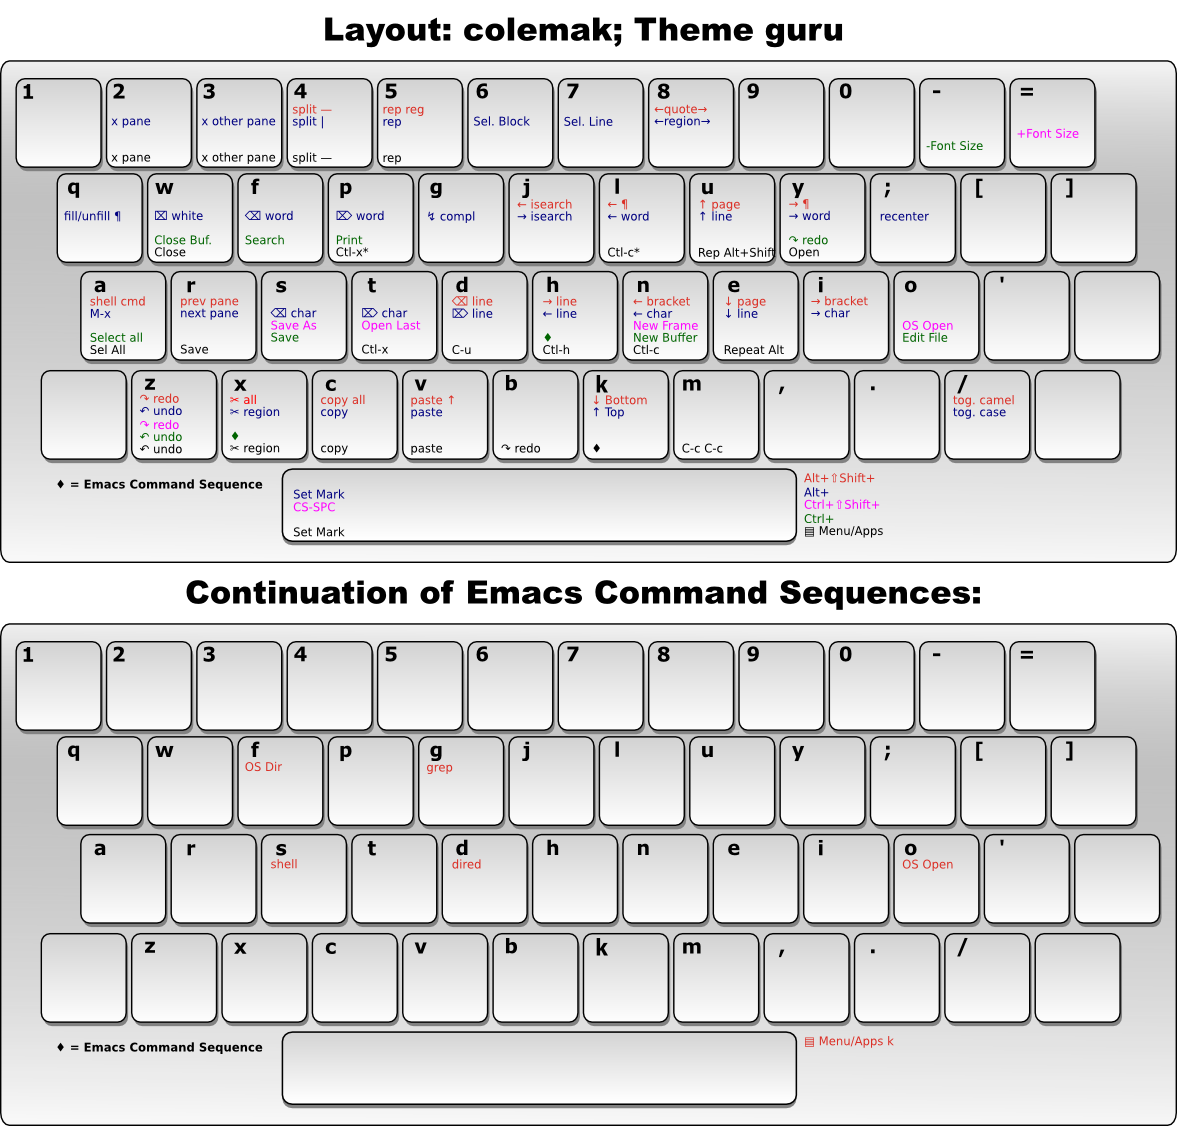 Layout: colemak; Theme guru
1 2 3 4 5 6 7 8 9 0 - =
split — rep reg ←quote→
x pane x other pane split | rep Sel. Block Sel. Line ←region→
+Font Size
-Font Size
x pane x other pane split — rep
q w f p g j l u y ; [ ]
← isearch ← ¶ ↑ page → ¶
fill/unfill ¶ ⌧ white ⌫ word ⌦ word ↯ compl → isearch ← word ↑ line → word recenter
Close Buf. Search Print ↷ redo
Close Ctl-x* Ctl-c* Rep Alt+Shift Open
a r s t d h n e i o '
shell cmd prev pane ⌫ line → line ← bracket ↓ page → bracket
M-x next pane ⌫ char ⌦ char ⌦ line ← line ← char ↓ line → char
Save As Open Last New Frame OS Open
Select all Save ♦ New Buffer Edit File
Sel All Save Ctl-x C-u Ctl-h Ctl-c Repeat Alt
z x c v b k m , . /
↷ redo ✂ all copy all paste ↑ ↓ Bottom tog. camel
↶ undo ✂ region copy paste ↑ Top tog. case
↷ redo
↶ undo ♦
↶ undo ✂ region copy paste ↷ redo ♦ C-c C-c
♦ = Emacs Command Sequence
Set Mark
CS-SPC
Set Mark
Alt+⇧Shift+
Alt+
Ctrl+⇧Shift+
Ctrl+
▤ Menu/Apps
Continuation of Emacs Command Sequences:
1 2 3 4 5 6 7 8 9 0 - =
q w f p g j l u y ; [ ]
OS Dir grep
a r s t d h n e i o '
shell dired OS Open
z x c v b k m , . /
♦ = Emacs Command Sequence
▤ Menu/Apps k